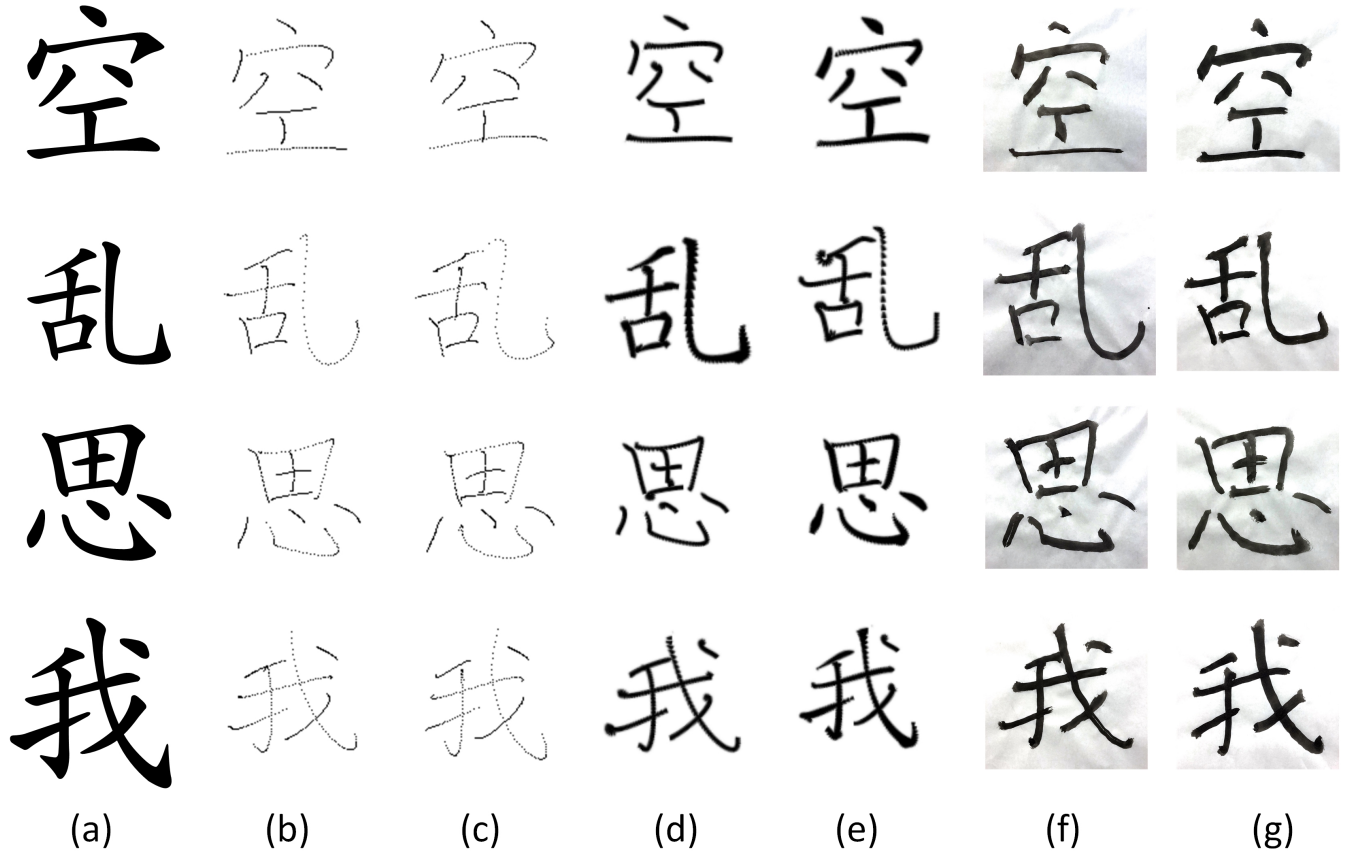 空 空 空 空 空 空 空
乱 乱 乱 乱 乱 乱 乱
思 思 思 思 思 思 思
我 我 我 我 我 我 我
(a) (b) (c) (d) (e) (f) (g)